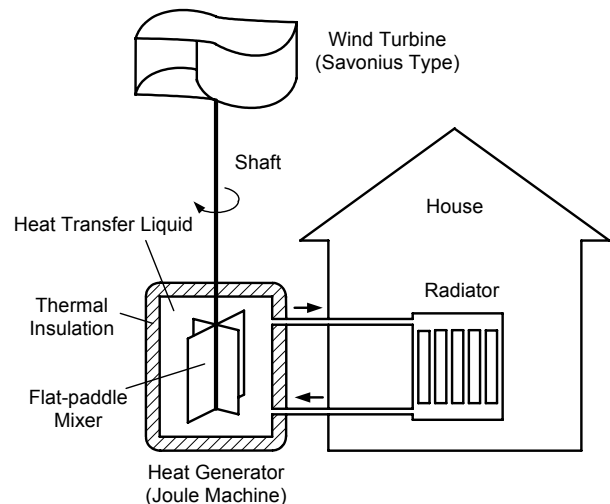 Wind Turbine
(Savonius Type)
Shaft
House
Heat Transfer Liquid
Radiator
Thermal
Insulation
Flat-paddle
Mixer
Heat Generator
(Joule Machine)